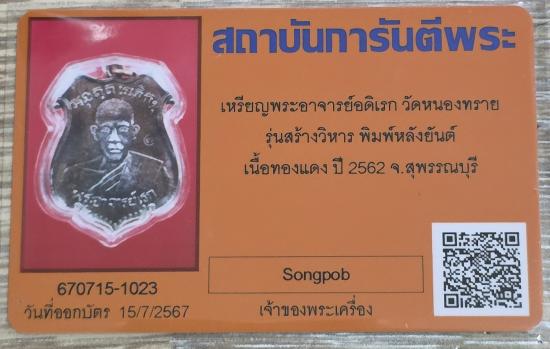 สถาบันการันตีพระ
เหรียญพระอาจารย์อดิเรก วัดหนองทราย
รุ่นสร้างวิหาร พิมพ์หลังยันต์
เนื้อทองแดง ปี 2562 จ.สุพรรณบุรี
Songpob
เจ้าของพระเครื่อง
670715-1023
วันที่ออกบัตร 15/7/2567